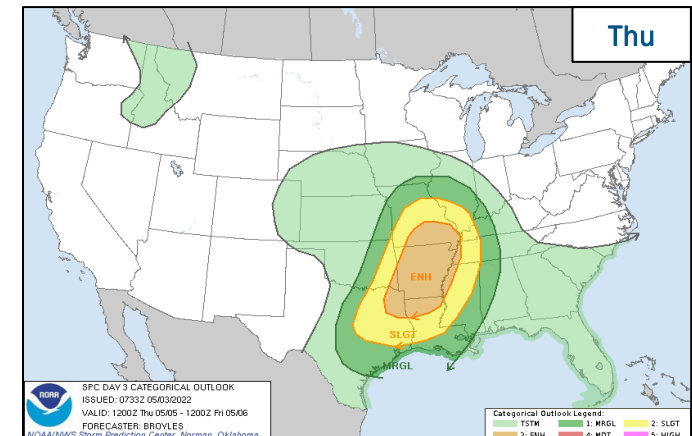 Thu
ENH
SLGT
MRGL
NOAA
SPC DAY 3 CATEGORICAL OUTLOOK
ISSUED: 0733Z 05/03/2022
VALID: 1200Z Thu 05/05 - 1200Z Fri 05/06
FORECASTER: BROYLES
NOAA/NWS Storm Prediction Center, Norman, Oklahoma
Categorical Outlook Legend:
TSTM 1: MRGL 2: SLGT
3: ENH 4: MDT 5: HIGH